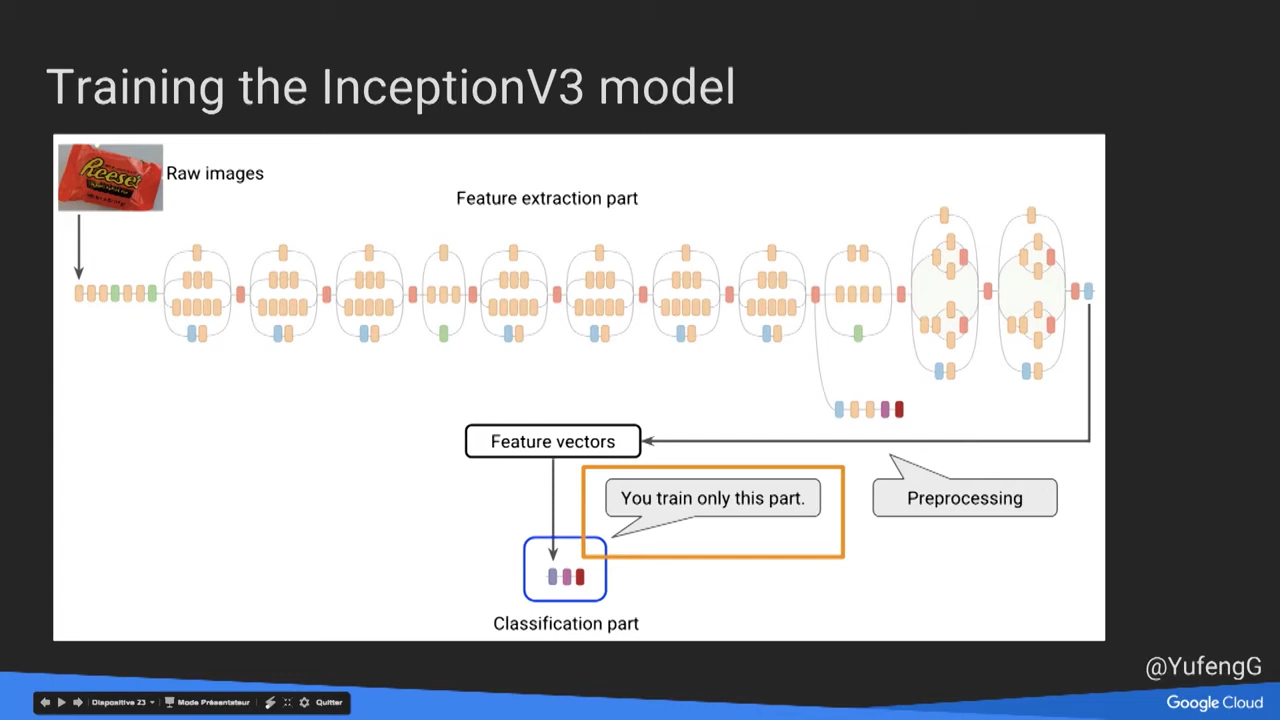 Training the InceptionV3 model
Reese's
Raw images
Feature extraction part
Feature vectors
You train only this part.
Preprocessing
Classification part
@YufengG
Google Cloud
Diapositive 23
Mode Présentateur
Quitter